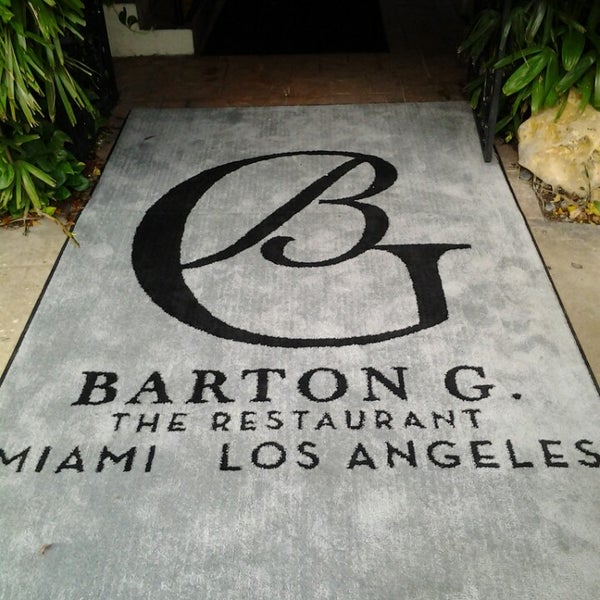 BG
BARTON G.
THE RESTAURANT
MIAMI LOS ANGELES